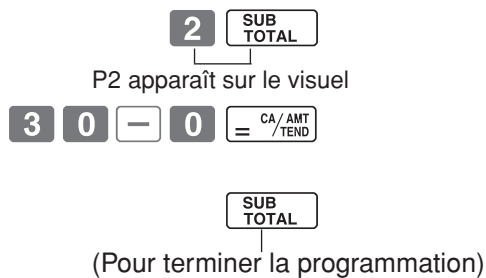 2 SUB TOTAL
P2 apparaît sur le visuel
3 0 – 0 = CA/AMT TEND
SUB TOTAL
(Pour terminer la programmation)